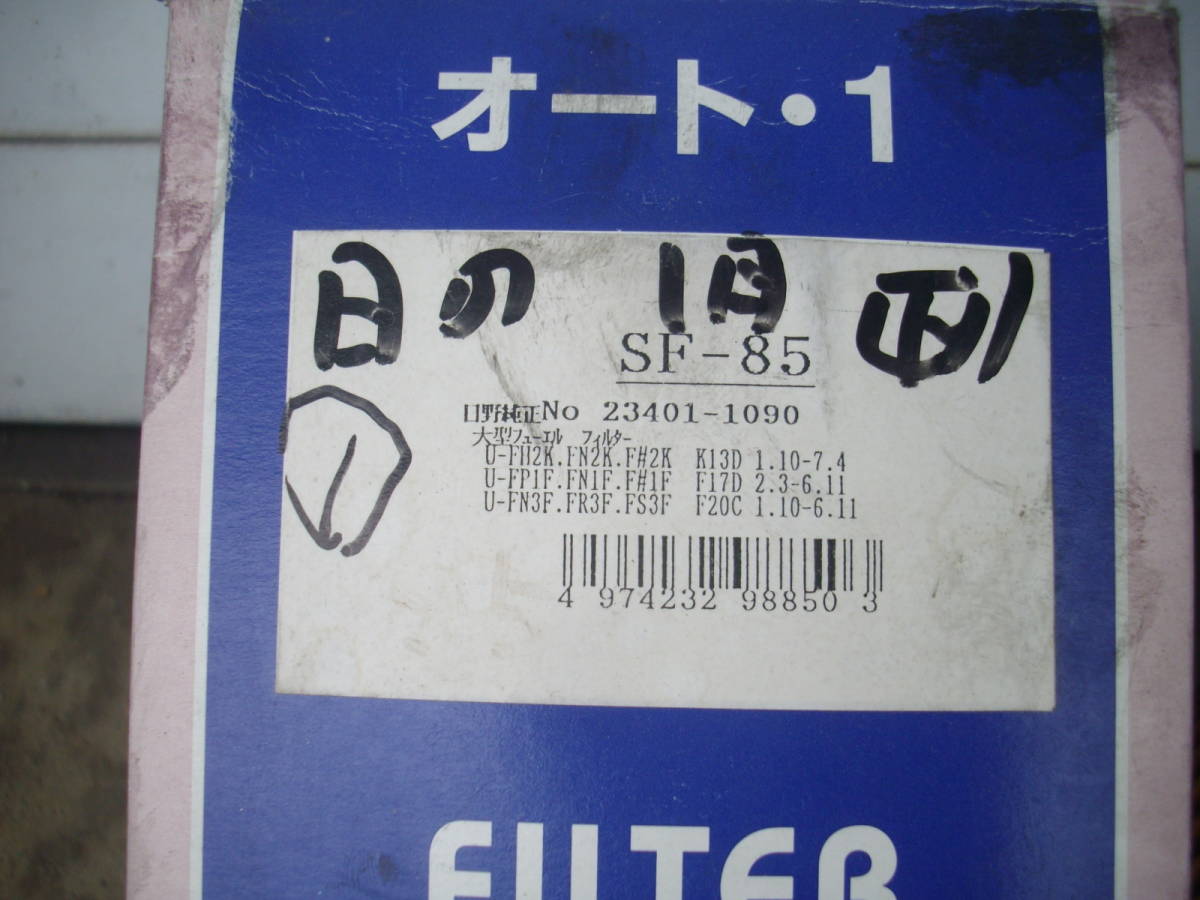 オート・1
日の 旧
SF-85
日野純正No 23401-1090
大型フューエル フィルター
U-FH2K.FN2K.F#2K K13D 1.10-7.4
U-FP1F.FN1F.F#1F F17D 2.3-6.11
U-FN3F.FR3F.FS3F F20C 1.10-6.11
4 974232 98850 3
FILTER